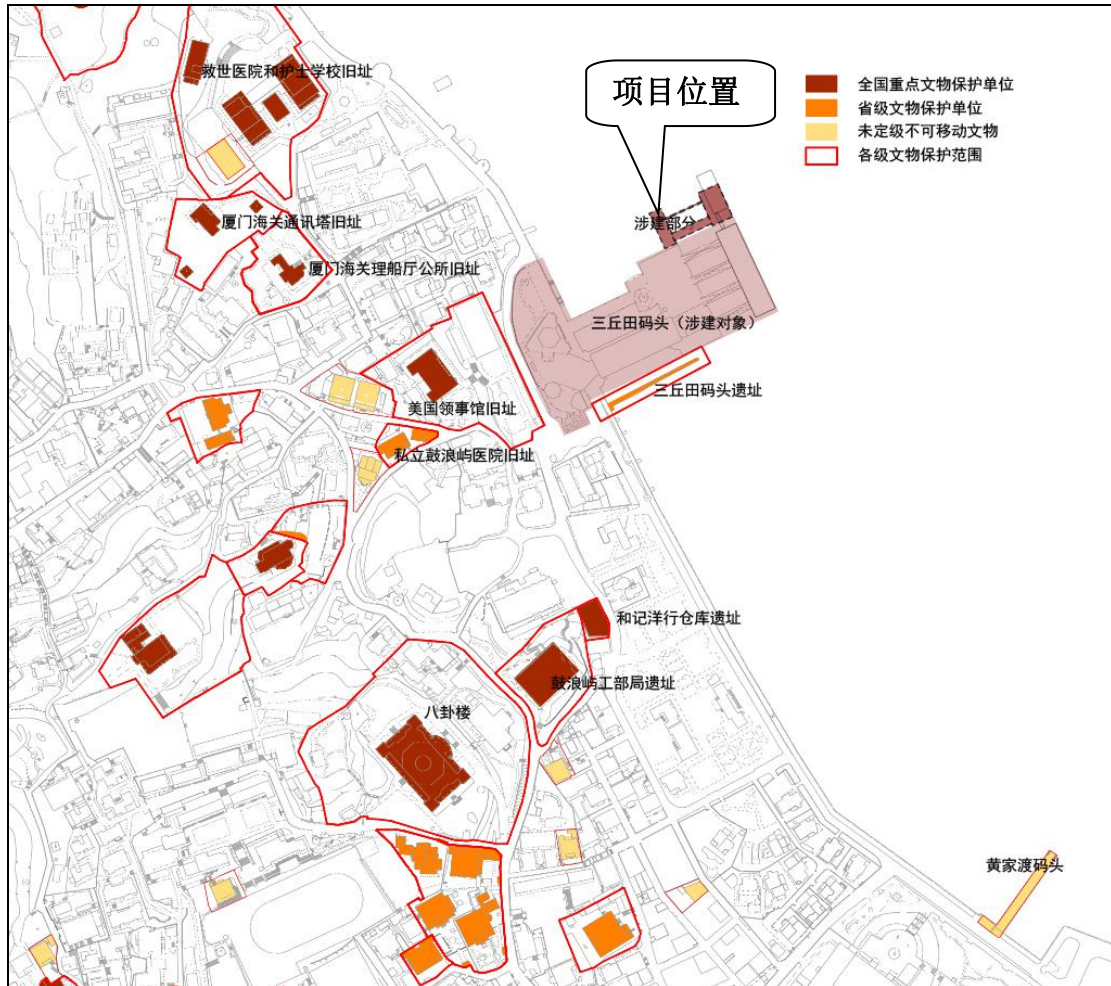 救世医院和护士学校旧址
项目位置
全国重点文物保护单位
省级文物保护单位
未定级不可移动文物
各级文物保护范围
厦门海关通讯塔旧址
涉建部分
厦门海关理船厅公所旧址
三丘田码头（涉建对象）
三丘田码头遗址
美国领事馆旧址
私立鼓浪屿医院旧址
和记洋行仓库遗址
鼓浪屿工部局遗址
八卦楼
黄家渡码头